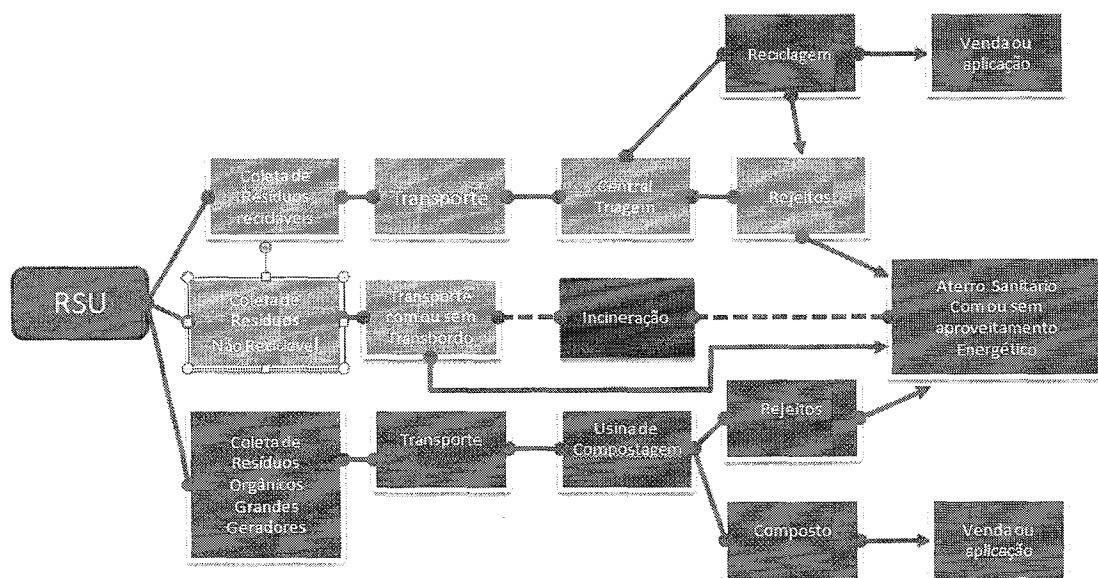 Reciclagem
Venda ou
aplicação
Coleta de
Resíduos
recicláveis
Transporte
Central
Triagem
Rejeitos
RSU
Coleta de
Resíduos
Não Reciclavel
Transporte
com ou sem
Transbordo
Incineração
Aterro Sanitario
Com ou sem
aproveitamento
Energético
Coleta de
Resíduos
Orgânicos
Grandes
Geradores
Transporte
Usina de
Compostagem
Rejeitos
Composto
Venda ou
aplicação